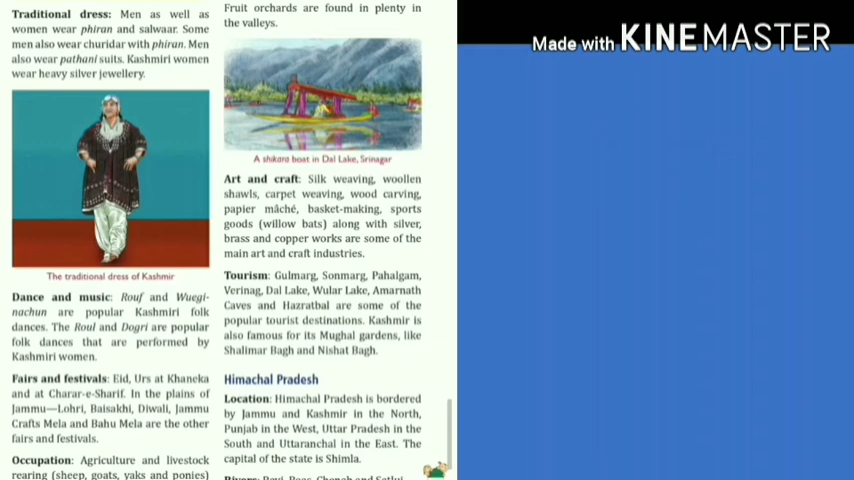 Traditional dress: Men as well as
women wear phiran and salwaar. Some
men also wear churidar with phiran. Men
also wear pathani suits. Kashmiri women
wear heavy silver jewellery.
The traditional dress of Kashmir
Dance and music: Rouf and Wuegi-
nachun are popular Kashmiri folk
dances. The Roul and Dogri are popular
folk dances that are performed by
Kashmiri women.
Fairs and festivals: Eid, Urs at Khaneka
and at Charar-e-Sharif. In the plains of
Jammu—Lohri, Baisakhi, Diwali, Jammu
Crafts Mela and Bahu Mela are the other
fairs and festivals.
Occupation: Agriculture and livestock
rearing (sheep, goats, yaks and ponies)
Fruit orchards are found in plenty in
the valleys.
A shikara boat in Dal Lake, Srinagar
Art and craft: Silk weaving, woollen
shawls, carpet weaving, wood carving,
papier mâché, basket-making, sports
goods (willow bats) along with silver,
brass and copper works are some of the
main art and craft industries.
Tourism: Gulmarg, Sonmarg, Pahalgam,
Verinag, Dal Lake, Wular Lake, Amarnath
Caves and Hazratbal are some of the
popular tourist destinations. Kashmir is
also famous for its Mughal gardens, like
Shalimar Bagh and Nishat Bagh.
Himachal Pradesh
Location: Himachal Pradesh is bordered
by Jammu and Kashmir in the North,
Punjab in the West, Uttar Pradesh in the
South and Uttaranchal in the East. The
capital of the state is Shimla.
Rivers: Ravi, Beas, Chenab and Satluj
Made with KINEMASTER